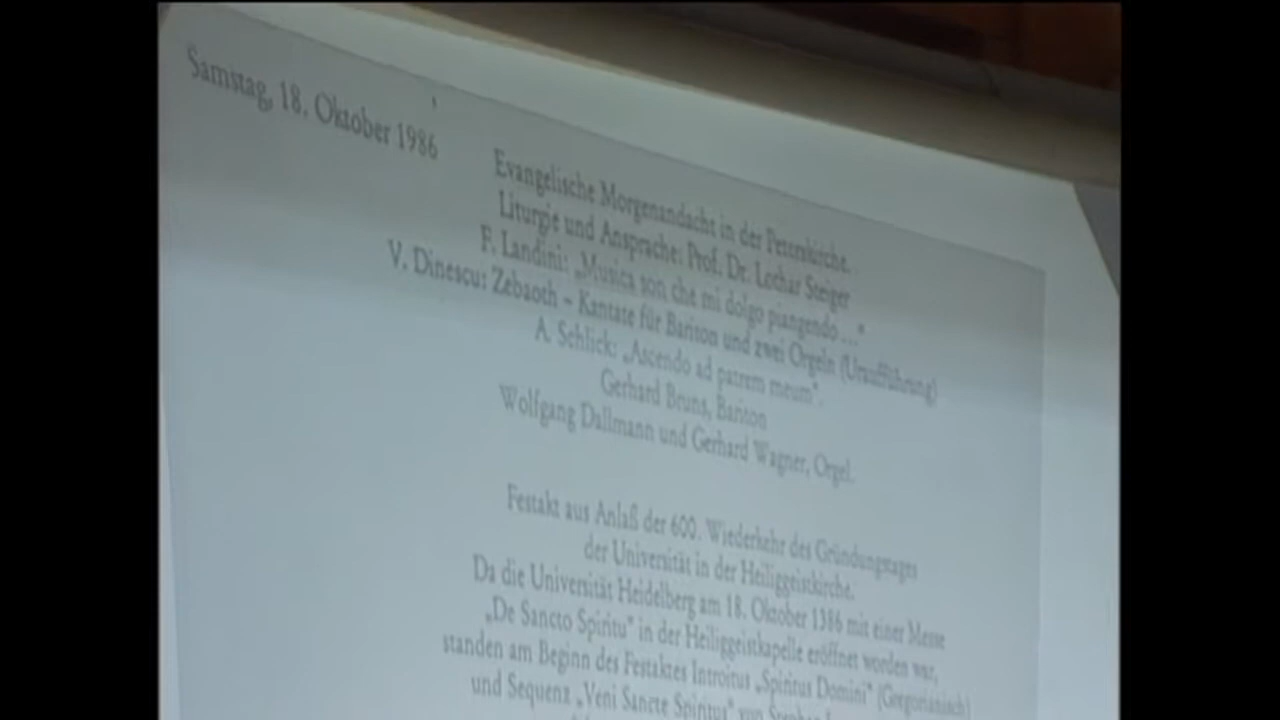 Samstag, 18. Oktober 1986
Evangelische Morgenandacht in der Peterskirche.
Liturgie und Ansprache: Prof. Dr. Lothar Steiger
F. Landini: „Musica son che mi dolgo piangendo ...“
V. Dinescu: Zebaoth – Kantate für Bariton und zwei Orgeln (Uraufführung)
A. Schlick: „Ascendo ad patrem meum“.
Gerhard Bruns, Bariton
Wolfgang Dallmann und Gerhard Wagner, Orgel.
Festakt aus Anlaß der 600. Wiederkehr des Gründungstages
der Universität in der Heiliggeistkirche.
Da die Universität Heidelberg am 18. Oktober 1386 mit einer Messe
„De Sancto Spiritu“ in der Heiliggeistkapelle eröffnet worden war,
standen am Beginn des Festaktes Introitus „Spiritus Domini“ (Gregorianisch)
und Sequenz „Veni Sancte Spiritus“ von